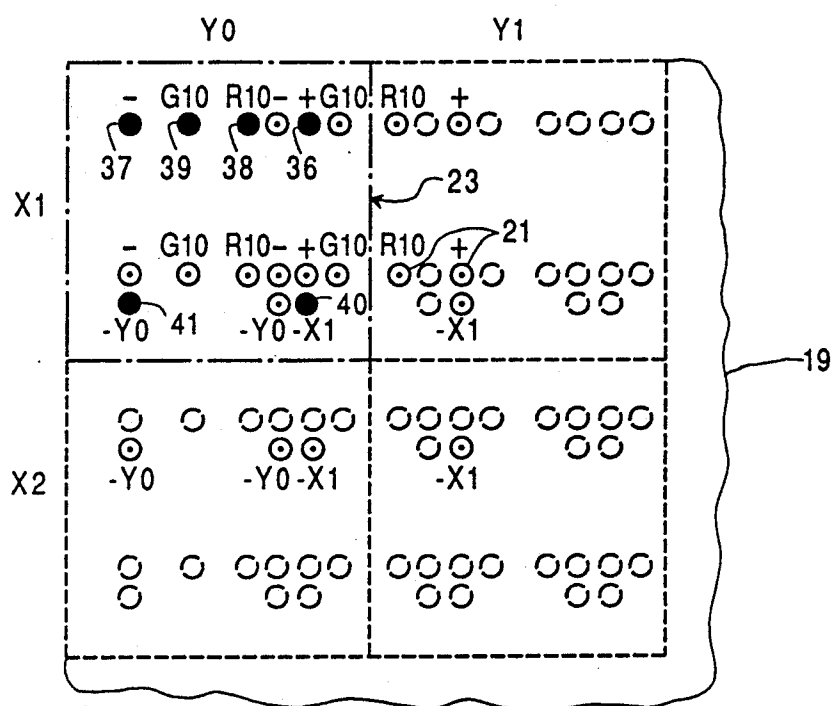 Y0 Y1
- G10 R10 - + G10 R10 +
37 39 38 36
23
X1
- G10 R10 - + G10 R10 + 21
-Y0 41 -Y0 -X1 40 -X1
19
X2
-Y0 -Y0 -X1 -X1